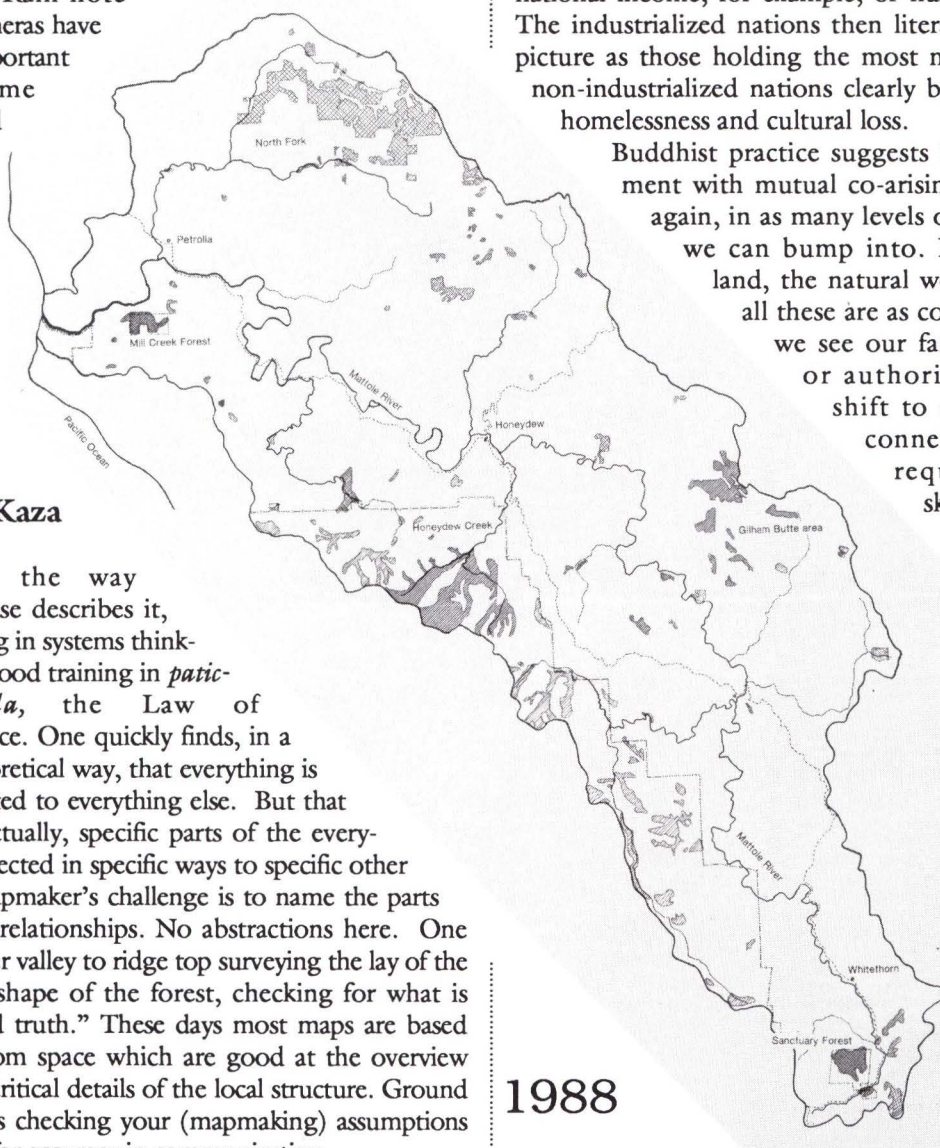 note
eras have
ortant
me
Kaza
the way
se describes it,
g in systems think-
ood training in patic-
la, the Law of
ce. One quickly finds, in a
retical way, that everything is
ed to everything else. But that
ctually, specific parts of the every-
ected in specific ways to specific other
pmaker's challenge is to name the parts
relationships. No abstractions here. One
r valley to ridge top surveying the lay of the
shape of the forest, checking for what is
d truth." These days most maps are based
om space which are good at the overview
ritical details of the local structure. Ground
s checking your (mapmaking) assumptions
national income, for example, or
The industrialized nations then liter
picture as those holding the most
non-industrialized nations clearly b
homelessness and cultural loss.
Buddhist practice suggests
ment with mutual co-arisin
again, in as many levels o
we can bump into.
land, the natural w
all these are as co
we see our fa
or authori
shift to
conne
requ
sk
North Fork
Petrolia
Mill Creek Forest
Mattole River
Pacific Ocean
Honeydew
Honeydew Creek
Gilham Butte area
Mattole River
Whitethorn
Sanctuary Forest
1988